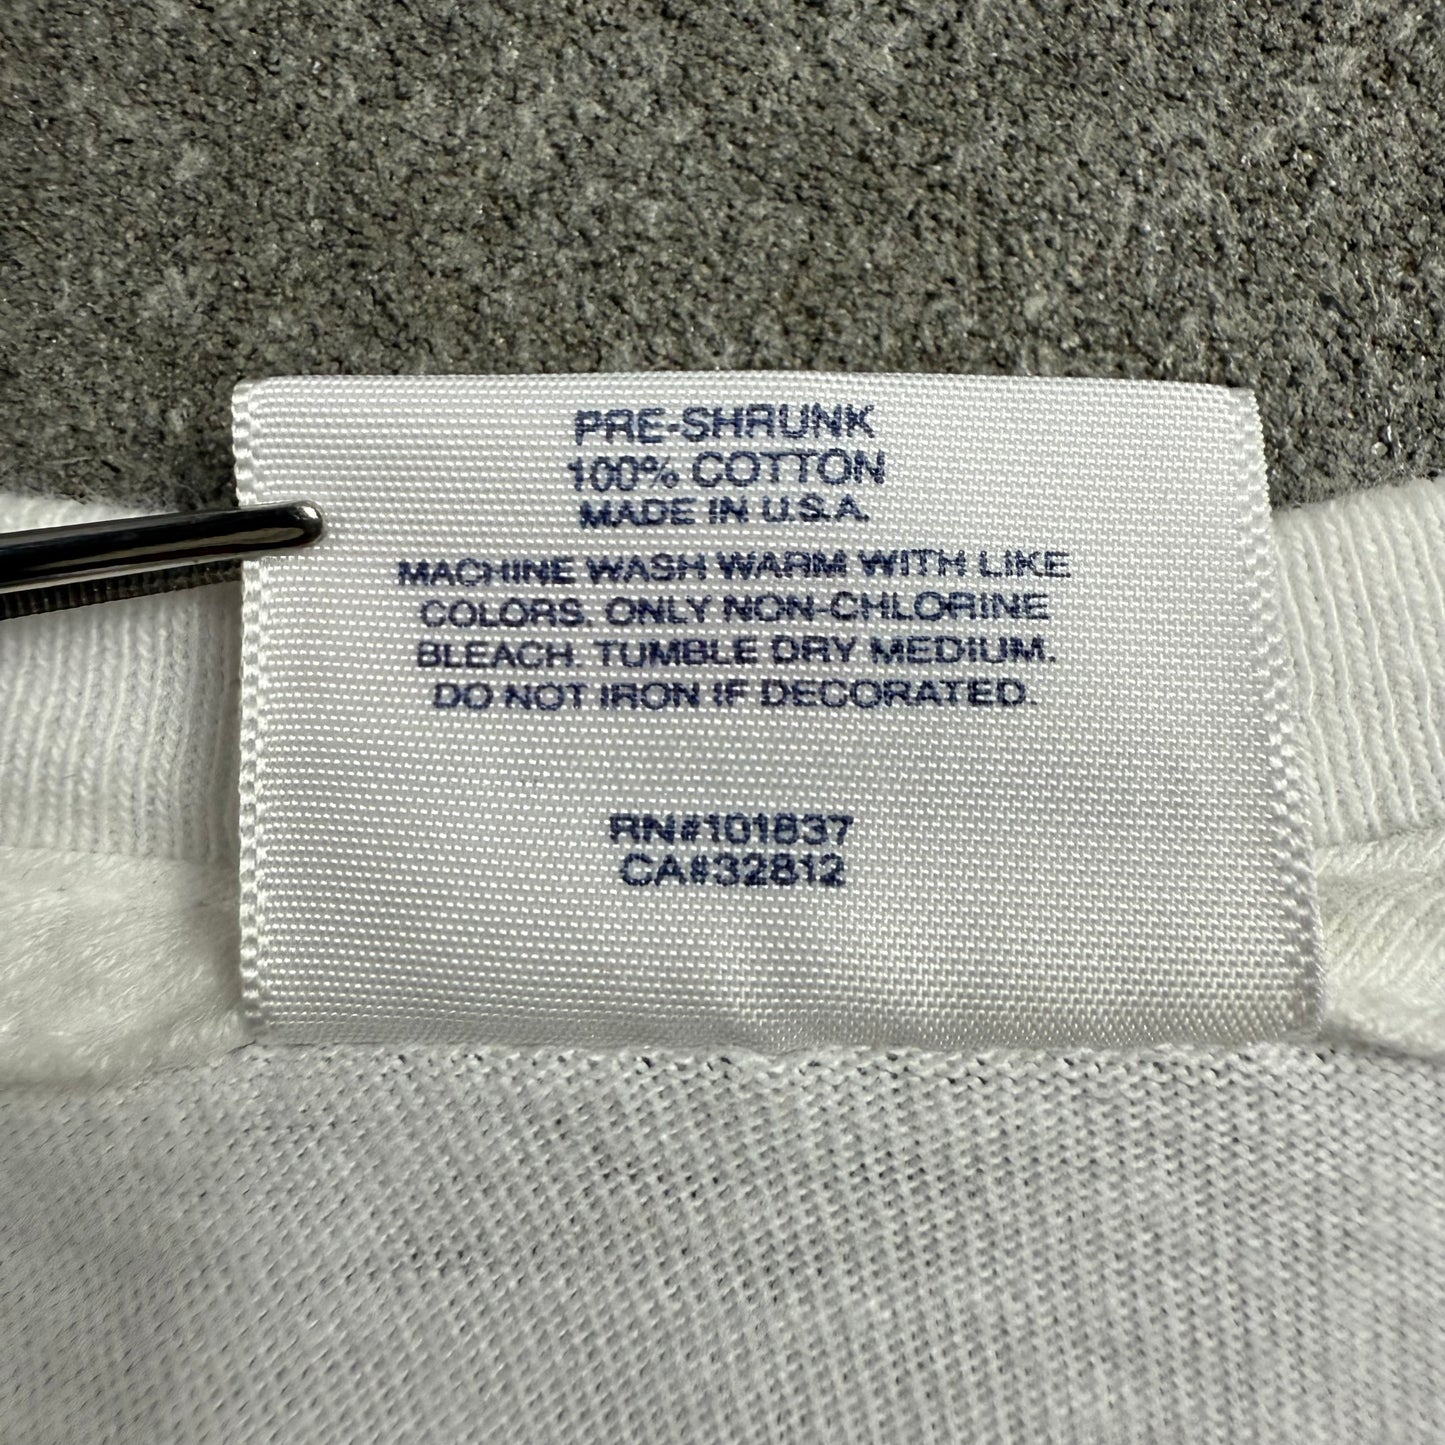 PRE-SHRUNK
100% COTTON
MADE IN U.S.A.
MACHINE WASH WARM WITH LIKE
COLORS. ONLY NON-CHLORINE
BLEACH. TUMBLE DRY MEDIUM.
DO NOT IRON IF DECORATED.
RN#101837
CA#32812